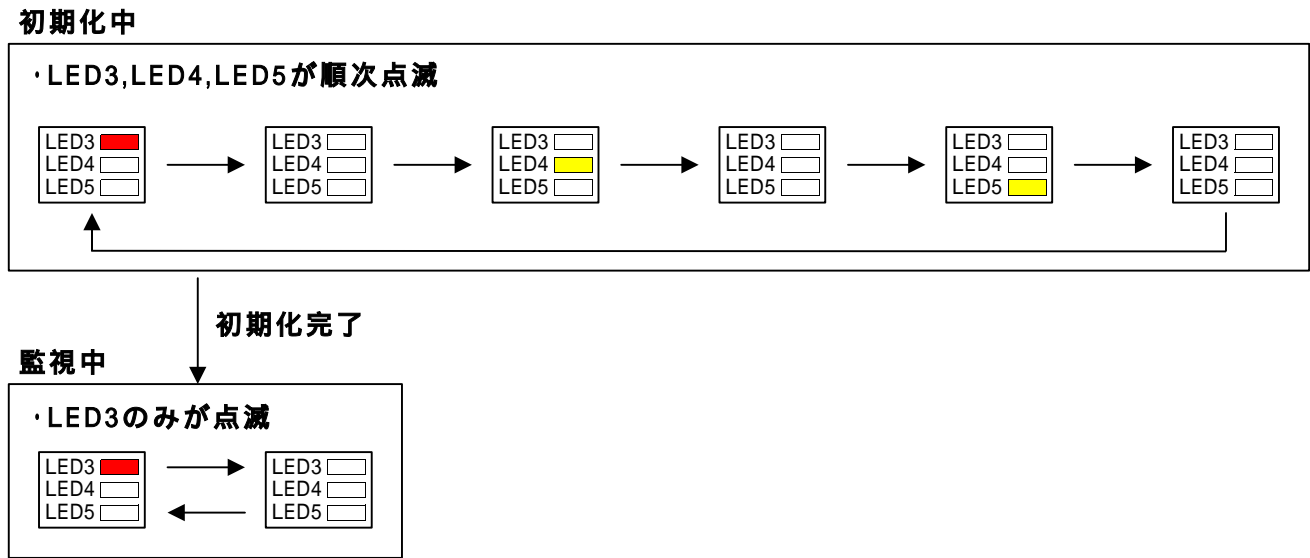 初期化中
・LED3,LED4,LED5が順次点滅
LED3 LED3 LED3 LED3 LED3 LED3
LED4 LED4 LED4 LED4 LED4 LED4
LED5 LED5 LED5 LED5 LED5 LED5
初期化完了
監視中
・LED3のみが点滅
LED3 LED3
LED4 LED4
LED5 LED5